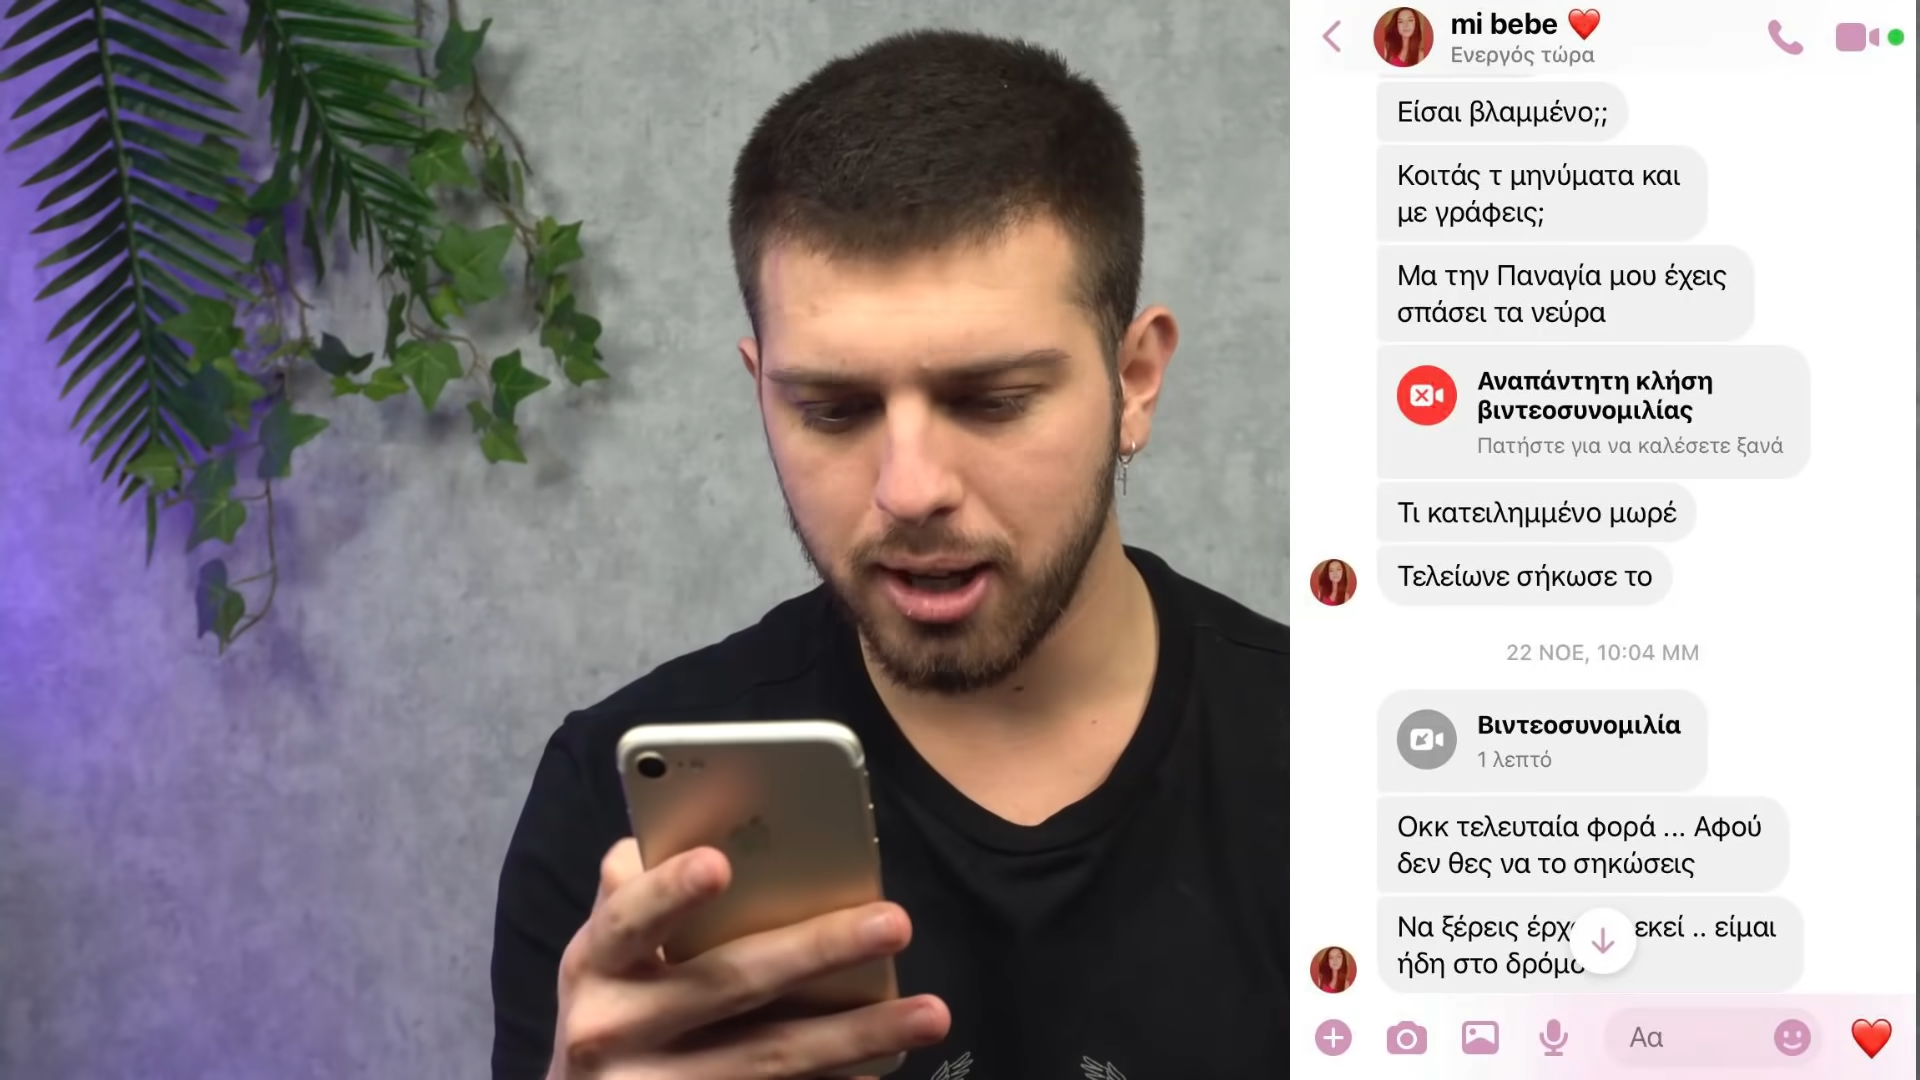 mi bebe ❤️
Ενεργός τώρα
Είσαι βλαμμένο;;
Κοιτάς τ μηνύματα και
με γράφεις;
Μα την Παναγία μου έχεις
σπάσει τα νεύρα
Αναπάντητη κλήση
βιντεοσυνομιλίας
Πατήστε για να καλέσετε ξανά
Τι κατειλημμένο μωρέ
Τελείωνε σήκωσε το
22 ΝΟΕ, 10:04 ΜΜ
Βιντεοσυνομιλία
1 λεπτό
Οκκ τελευταία φορά ... Αφού
δεν θες να το σηκώσεις
Να ξέρεις εκεί .. είμαι
ήδη στο
Aa